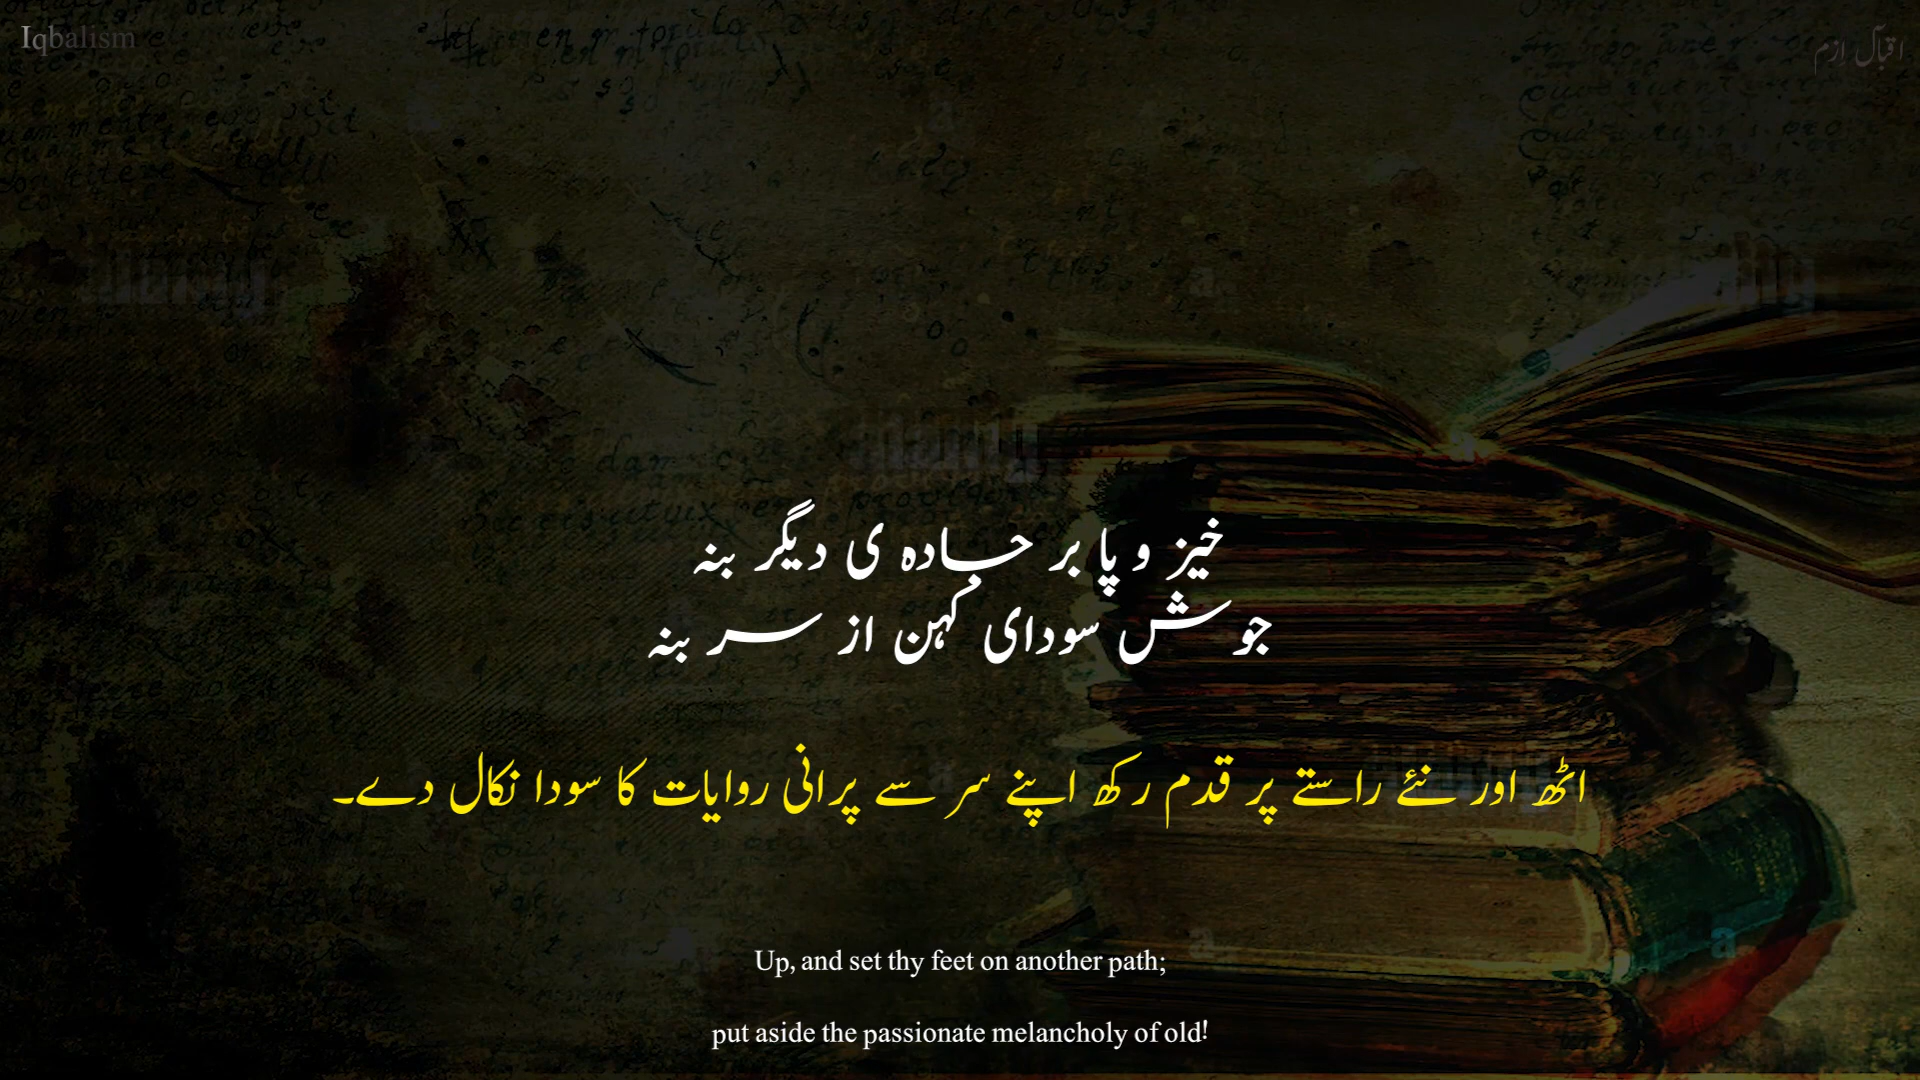 Iqbalism
اقبال اِزم
خیز و پا بر جادہ ی دیگر بنہ
جوش سودای کہن از سر بنہ
اٹھ اور نئے راستے پر قدم رکھ اپنے سر سے پرانی روایات کا سودا نکال دے۔
Up, and set thy feet on another path;
put aside the passionate melancholy of old!